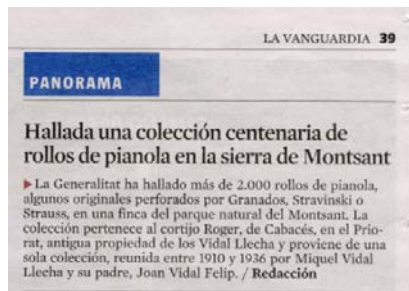 LA VANGUARDIA 39
PANORAMA
Hallada una colección centenaria de
rollos de pianola en la sierra de Montsant
▶La Generalitat ha hallado más de 2.000 rollos de pianola,
algunos originales perforados por Granados, Stravinski o
Strauss, en una finca del parque natural del Montsant. La
colección pertenece al cortijo Roger, de Cabacés, en el Prio-
rat, antigua propiedad de los Vidal Llecha y proviene de una
sola colección, reunida entre 1910 y 1936 por Miquel Vidal
Llecha y su padre, Joan Vidal Felip. / Redacción